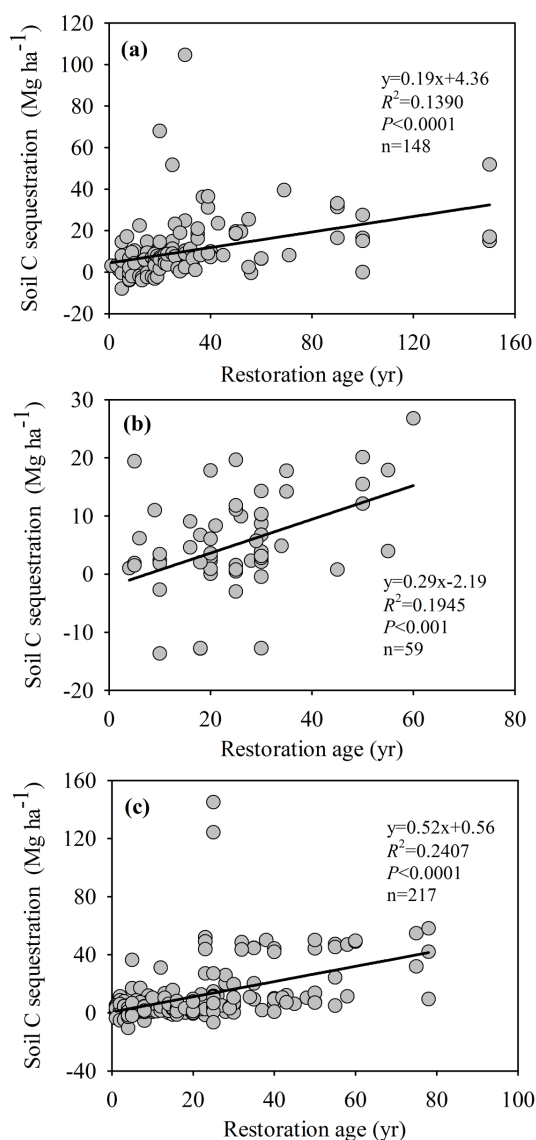 (a)
y=0.19x+4.36
R²=0.1390
P<0.0001
n=148
Soil C sequestration (Mg ha⁻¹)
120
100
80
60
40
20
0
-20
0 40 80 120 160
Restoration age (yr)
(b)
y=0.29x-2.19
R²=0.1945
P<0.001
n=59
Soil C sequestration (Mg ha⁻¹)
30
20
10
0
-10
-20
0 20 40 60 80
Restoration age (yr)
(c)
y=0.52x+0.56
R²=0.2407
P<0.0001
n=217
Soil C sequestration (Mg ha⁻¹)
160
120
80
40
0
-40
0 20 40 60 80 100
Restoration age (yr)